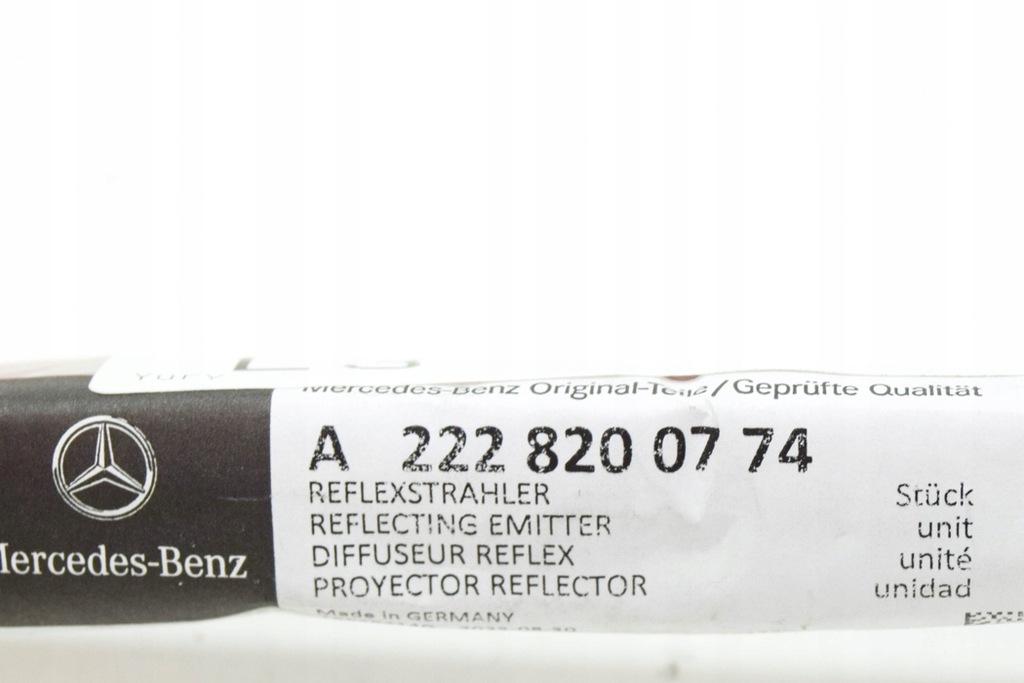 Mercedes-Benz Original-Teile/Geprüfte Qualität
A 222 820 07 74
REFLEXSTRAHLER Stück
REFLECTING EMITTER unit
DIFFUSEUR REFLEX unité
PROYECTOR REFLECTOR unidad
Mercedes-Benz
Made in GERMANY